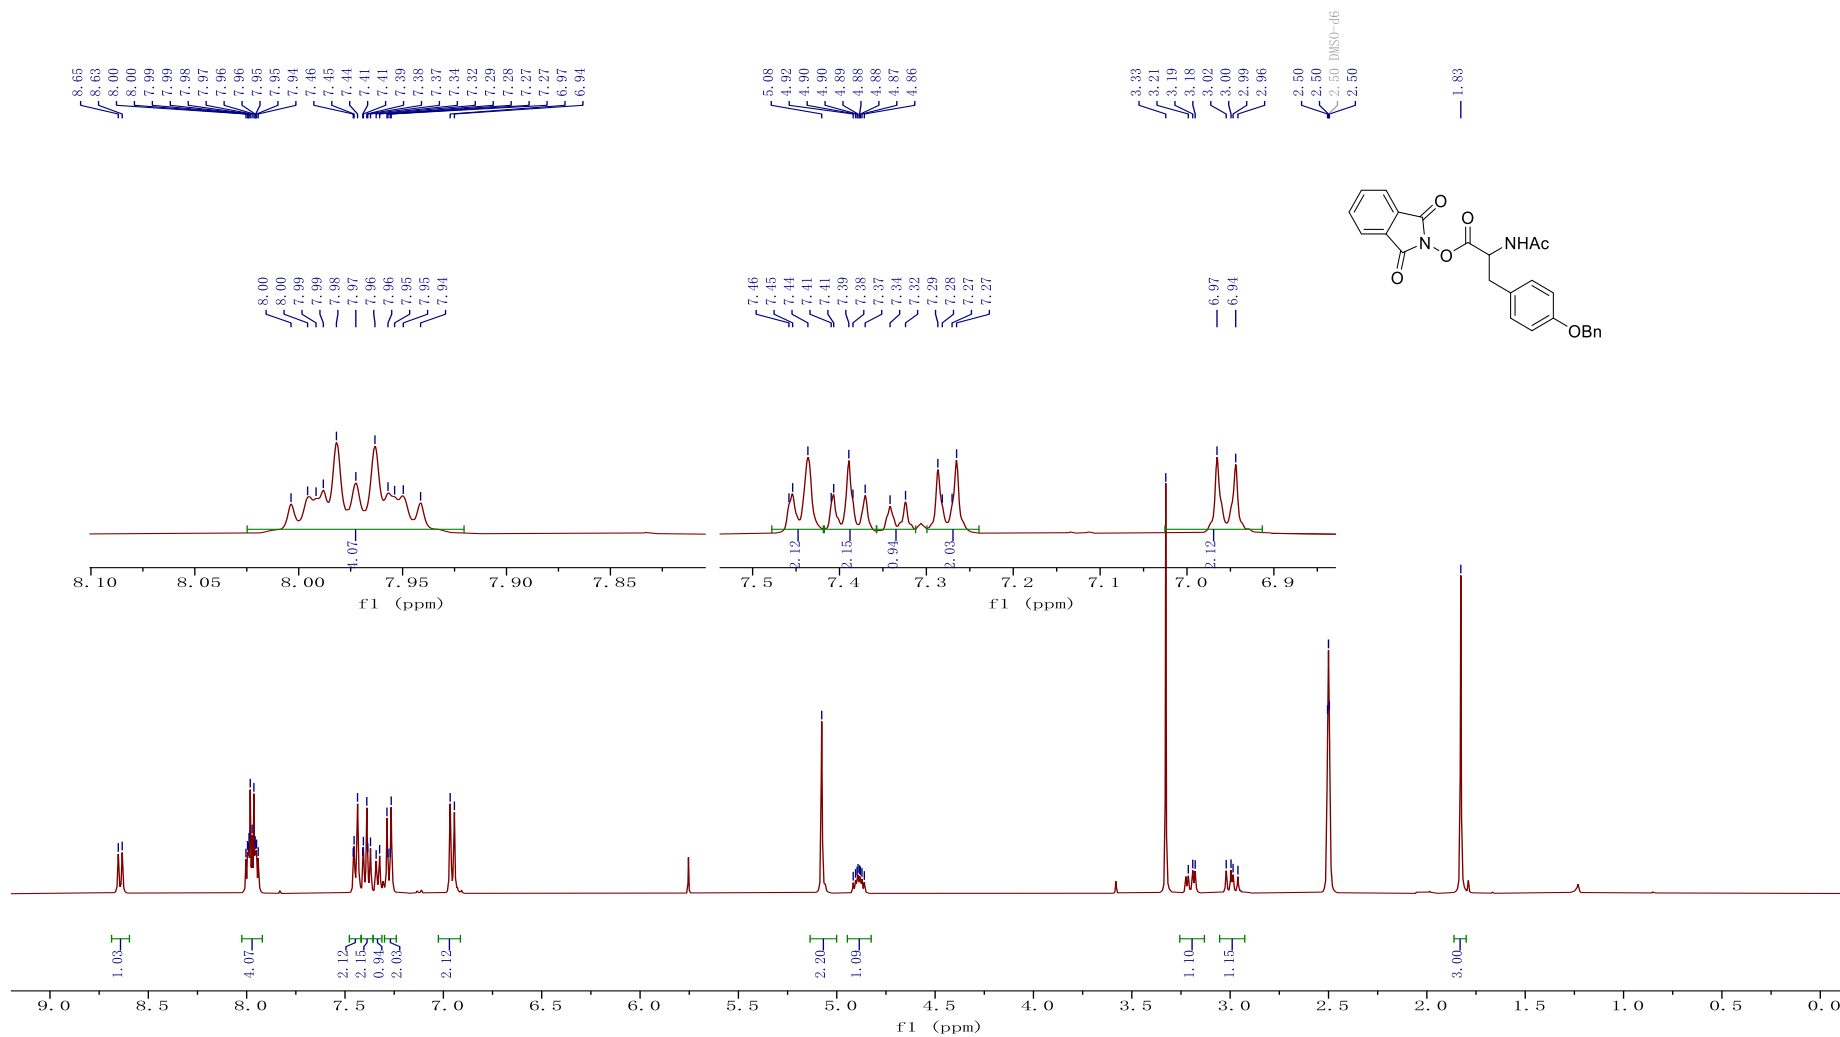 8.65 8.63 8.00 8.00 7.99 7.99 7.98 7.97 7.96 7.96 7.95 7.95 7.94 7.46 7.45 7.44 7.41 7.41 7.39 7.38 7.37 7.34 7.32 7.29 7.28 7.27 7.27 6.97 6.94
5.08 4.92 4.90 4.90 4.89 4.88 4.88 4.87 4.86
3.33 3.21 3.19 3.18 3.02 3.00 2.99 2.96
2.50 2.50 2.50 DMSO-d6 2.50
1.83
O
O
N
O
O
NHAc
OBn
8.00 8.00 7.99 7.99 7.98 7.97 7.96 7.96 7.95 7.95 7.94
4.07
8.10 8.05 8.00 7.95 7.90 7.85
f1 (ppm)
7.46 7.45 7.44 7.41 7.41 7.39 7.38 7.37 7.34 7.32 7.29 7.28 7.27 7.27
6.97 6.94
2.12 2.15 0.94 2.03 2.12
7.5 7.4 7.3 7.2 7.1 7.0 6.9
f1 (ppm)
1.03 4.07 2.12 2.15 0.94 2.03 2.12 2.20 1.09 1.10 1.15 3.00
9.0 8.5 8.0 7.5 7.0 6.5 6.0 5.5 5.0 4.5 4.0 3.5 3.0 2.5 2.0 1.5 1.0 0.5 0.0
f1 (ppm)